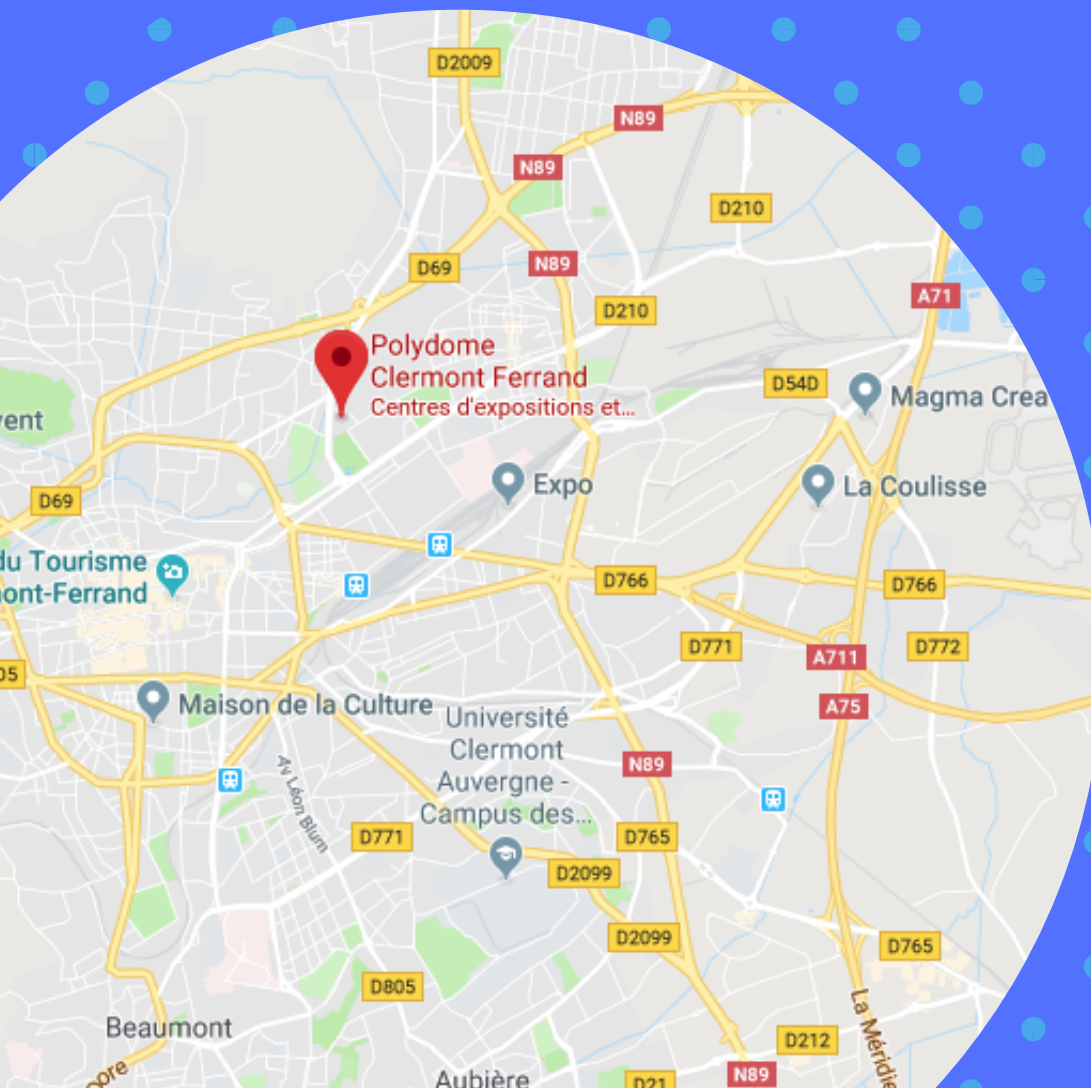 D2009
N89
N89
D210
D69
N89
A71
D210
Polydome
Clermont Ferrand
Centres d'expositions et...
D54D
Magma Crea
vent
Expo
La Coulisse
D69
du Tourisme
ont-Ferrand
D766
D766
D771
D772
A711
05
A75
Maison de la Culture
Université
Clermont
Auvergne -
Campus des...
N89
Av Léon Blum
D771
D765
D2099
D2099
D765
D805
La Méridie
Beaumont
D212
ore
Aubière
D21
N89